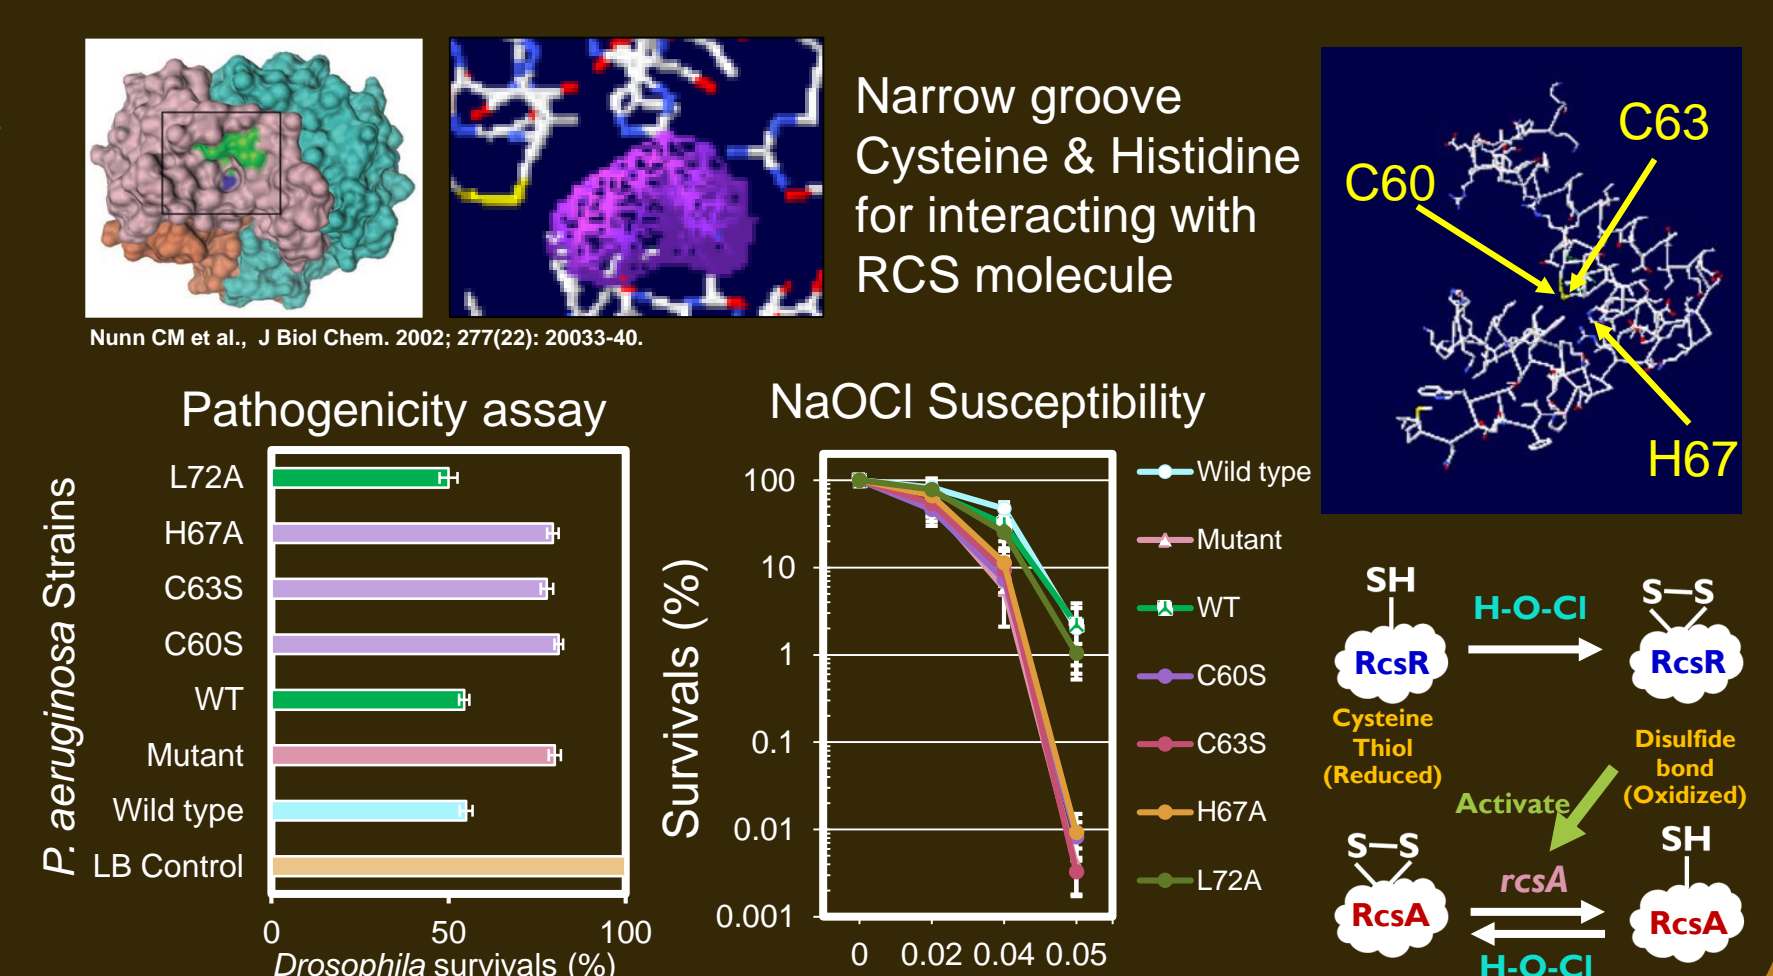 Narrow groove
Cysteine & Histidine
for interacting with
RCS molecule
Nunn CM et al.,  J Biol Chem. 2002; 277(22): 20033-40.
C63
C60
H67
Pathogenicity assay
P. aeruginosa Strains
L72A
H67A
C63S
C60S
WT
Mutant
Wild type
LB Control
0 50 100
Drosophila survivals (%)
NaOCl Susceptibility
Survivals (%)
100
10
1
0.1
0.01
0.001
0 0.02 0.04 0.05
Wild type
Mutant
WT
C60S
C63S
H67A
L72A
SH
H-O-Cl
S—S
RcsR
RcsR
Cysteine
Thiol
(Reduced)
Disulfide
bond
(Oxidized)
Activate
S—S
SH
rcsA
RcsA
RcsA
H-O-Cl